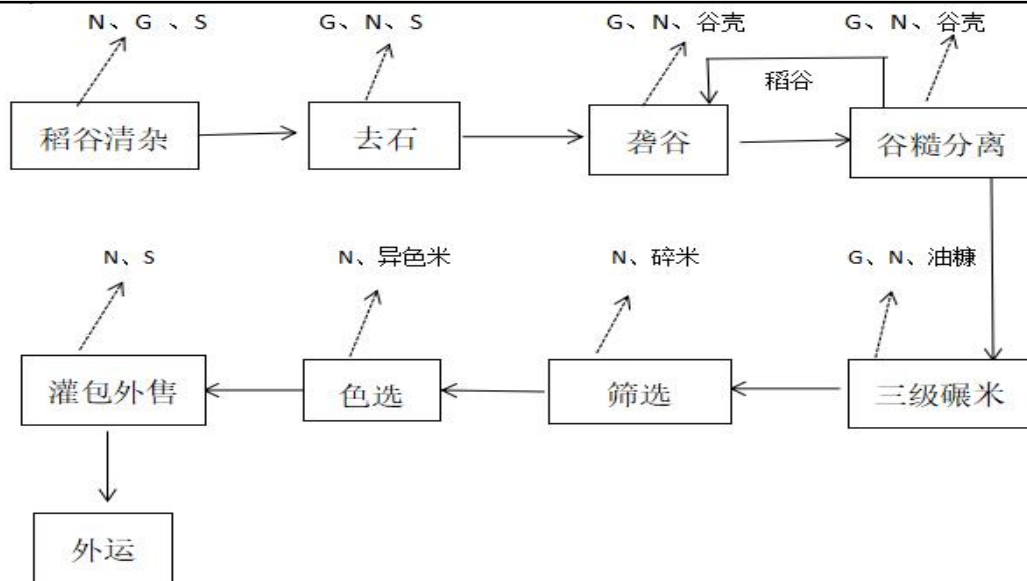 N、G 、S
G、N、S
G、N、谷壳
G、N、谷壳
稻谷
稻谷清杂
去石
砻谷
谷糙分离
N、S
N、异色米
N、碎米
G、N、油糠
灌包外售
色选
筛选
三级碾米
外运